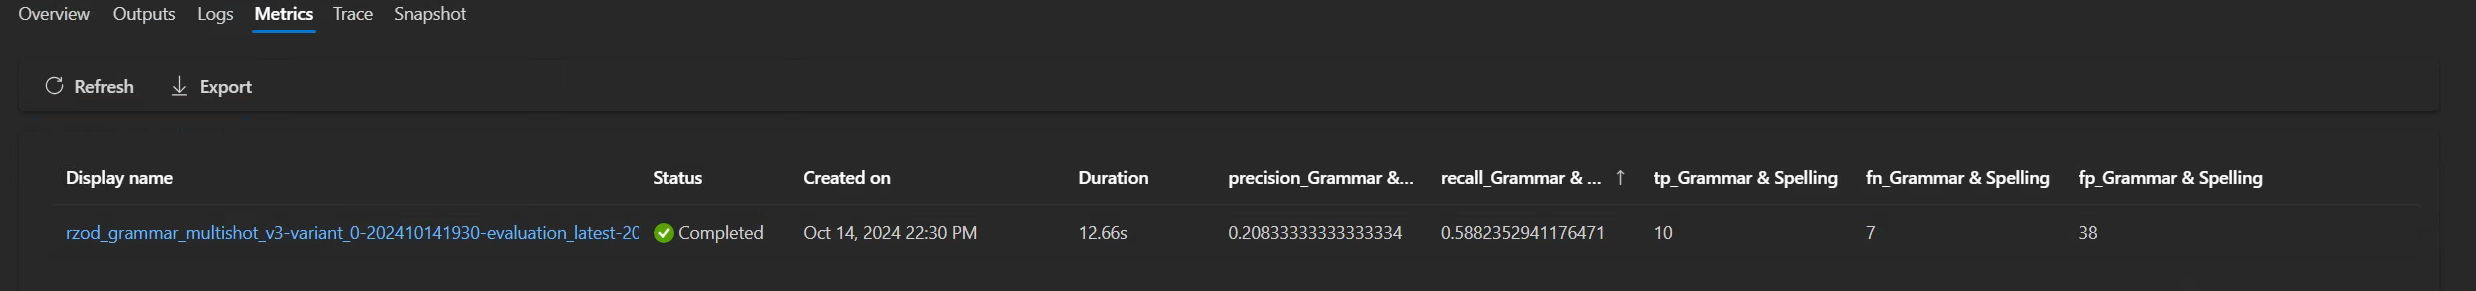 Overview Outputs Logs Metrics Trace Snapshot
Refresh Export
Display name Status Created on Duration precision_Grammar &... recall_Grammar & ... ↑ tp_Grammar & Spelling fn_Grammar & Spelling fp_Grammar & Spelling
rzod_grammar_multishot_v3-variant_0-202410141930-evaluation_latest-20 Completed Oct 14, 2024 22:30 PM 12.66s 0.20833333333333334 0.5882352941176471 10 7 38